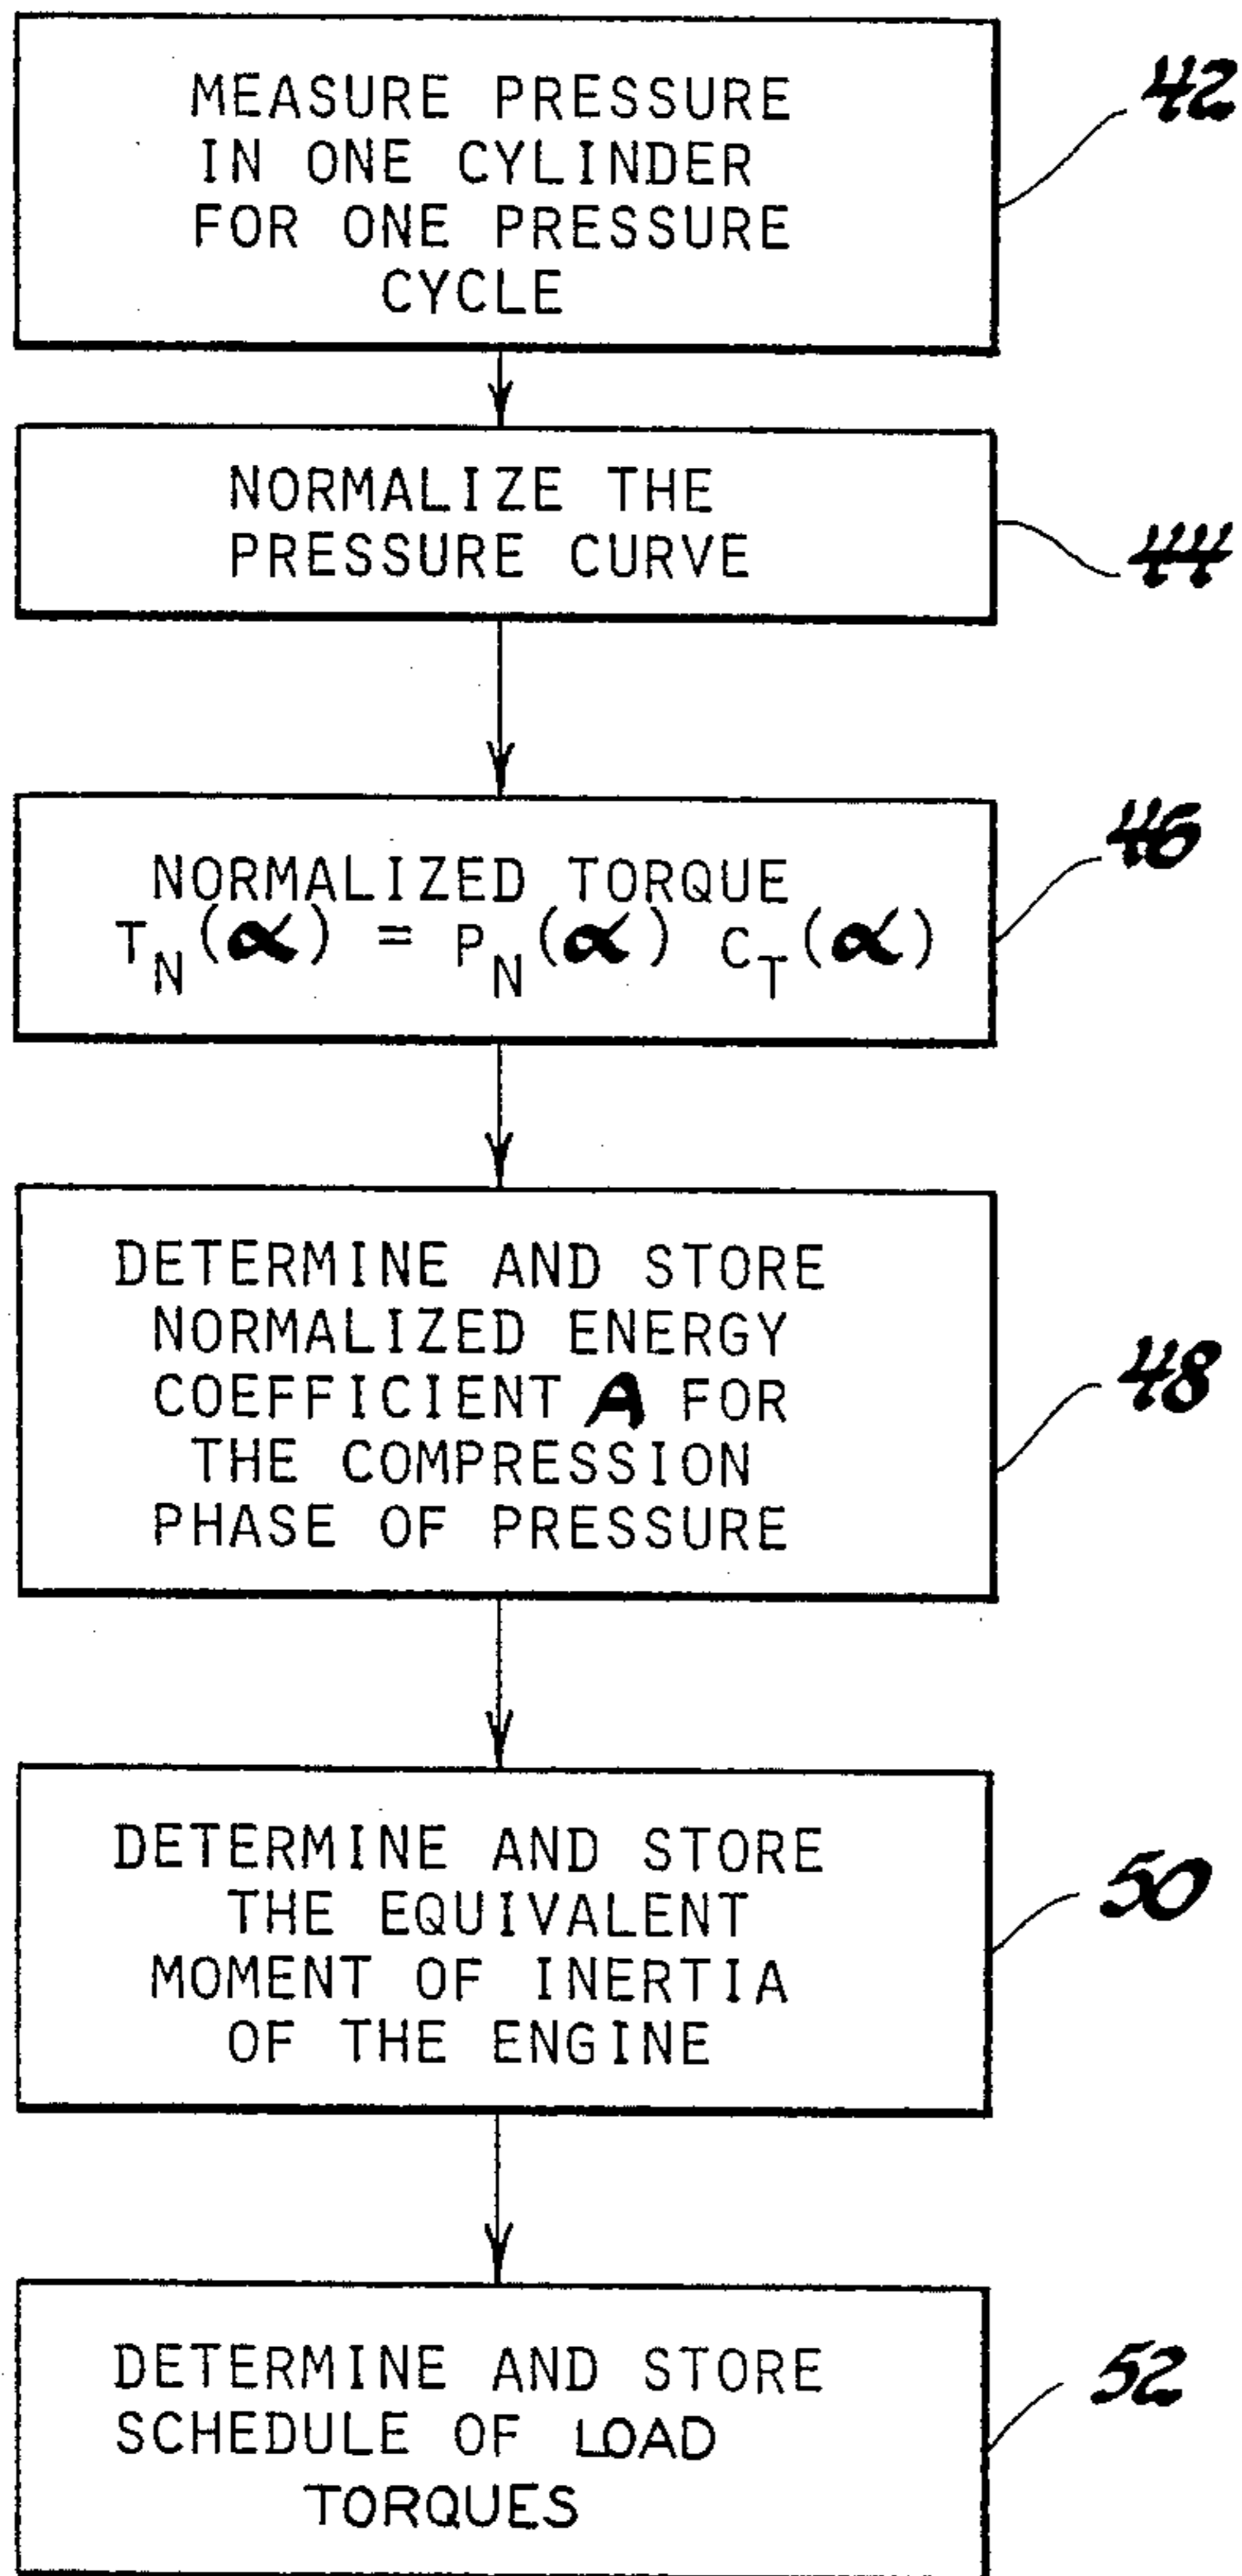 MEASURE PRESSURE
IN ONE CYLINDER
FOR ONE PRESSURE
CYCLE
42
NORMALIZE THE
PRESSURE CURVE
44
NORMALIZED TORQUE
T_N(α) = P_N(α) C_T(α)
46
DETERMINE AND STORE
NORMALIZED ENERGY
COEFFICIENT A FOR
THE COMPRESSION
PHASE OF PRESSURE
48
DETERMINE AND STORE
THE EQUIVALENT
MOMENT OF INERTIA
OF THE ENGINE
50
DETERMINE AND STORE
SCHEDULE OF LOAD
TORQUES
52